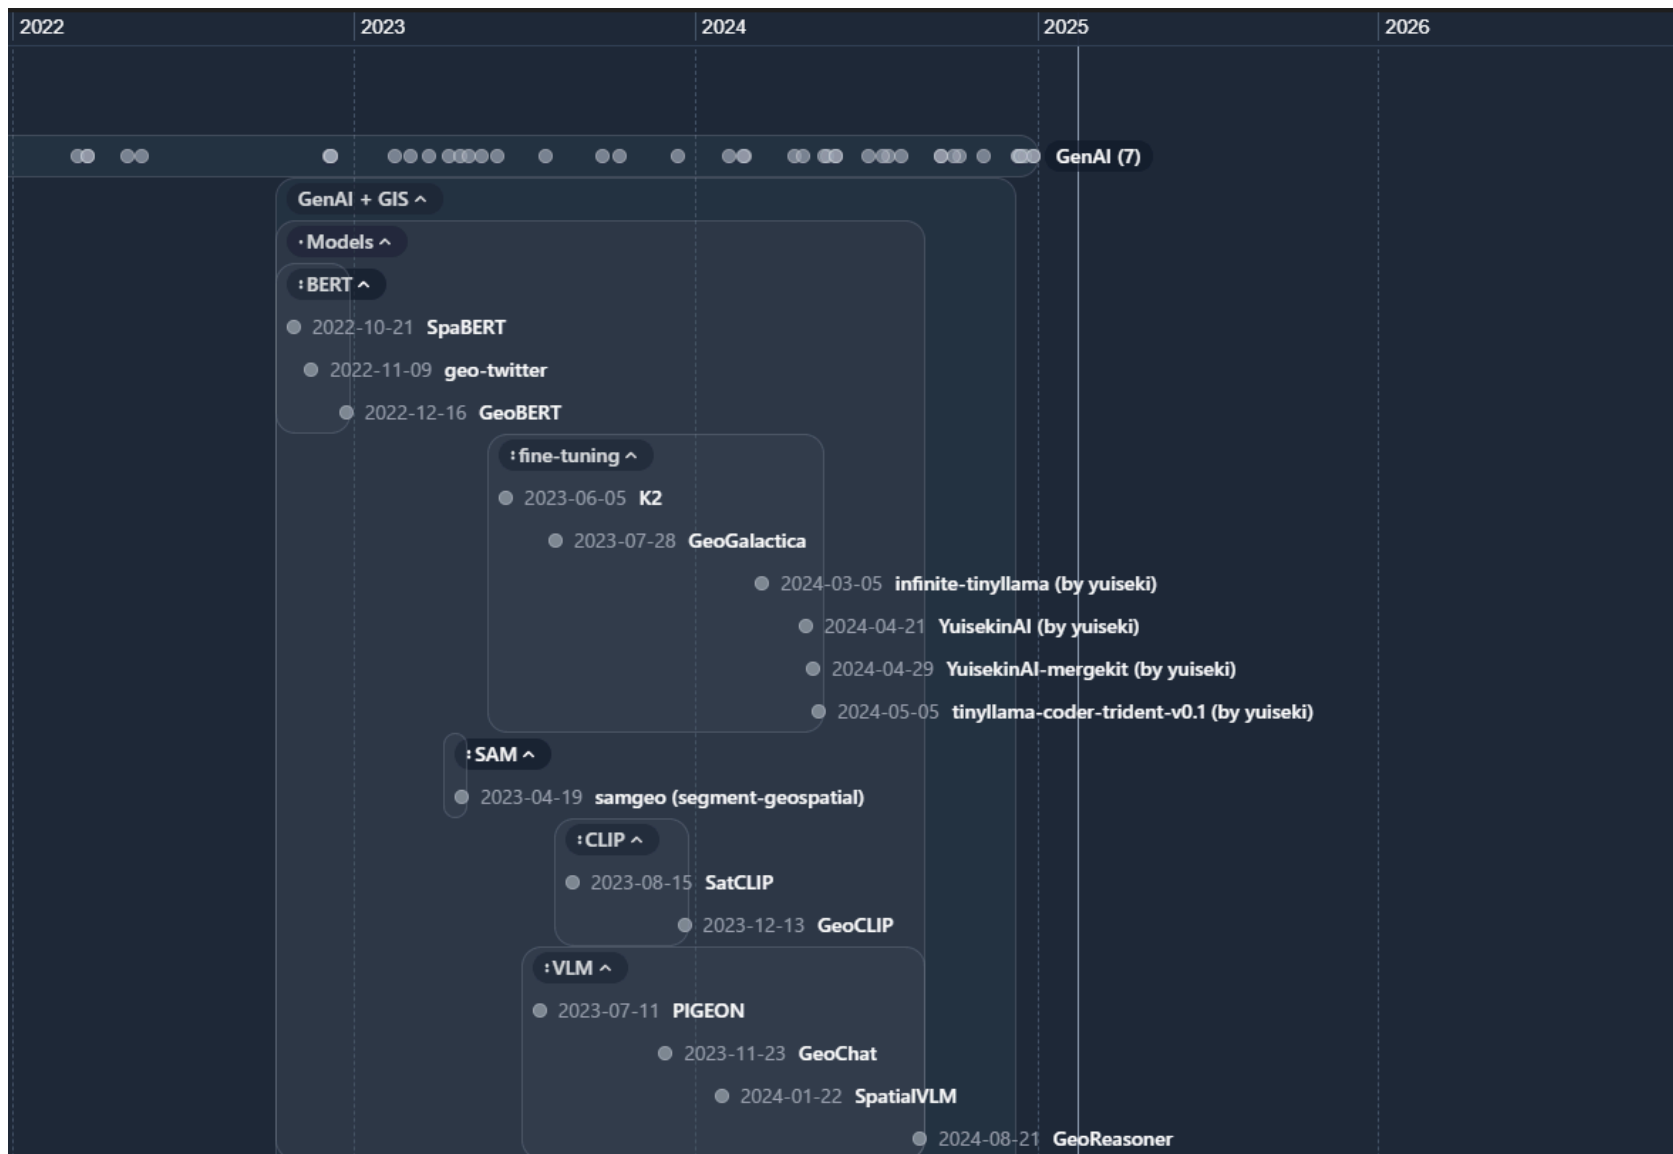 2022 2023 2024 2025 2026
GenAI (7)
GenAI + GIS
Models
BERT
2022-10-21 SpaBERT
2022-11-09 geo-twitter
2022-12-16 GeoBERT
fine-tuning
2023-06-05 K2
2023-07-28 GeoGalactica
2024-03-05 infinite-tinyllama (by yuiseki)
2024-04-21 YuisekinAI (by yuiseki)
2024-04-29 YuisekinAI-mergekit (by yuiseki)
2024-05-05 tinyllama-coder-trident-v0.1 (by yuiseki)
SAM
2023-04-19 samgeo (segment-geospatial)
CLIP
2023-08-15 SatCLIP
2023-12-13 GeoCLIP
VLM
2023-07-11 PIGEON
2023-11-23 GeoChat
2024-01-22 SpatialVLM
2024-08-21 GeoReasoner